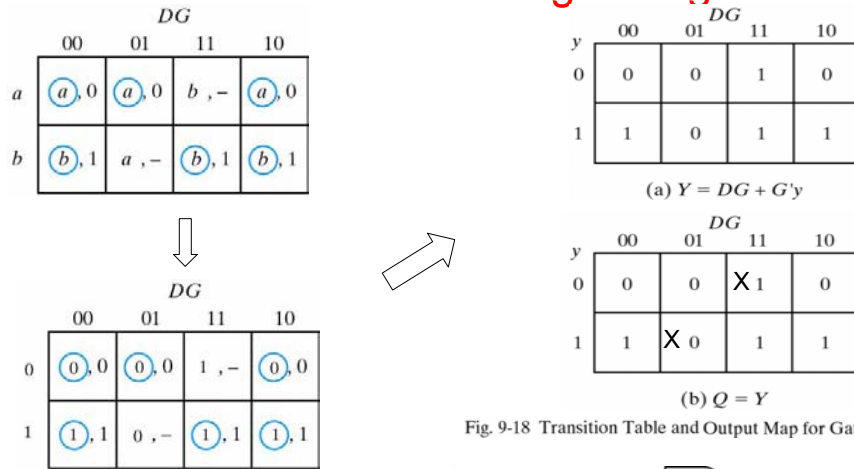 DG
00 01 11 10
a a, 0 a, 0 b , – a, 0
b b, 1 a , – b, 1 b, 1
DG
00 01 11 10
0 0, 0 0, 0 1 , – 0, 0
1 1, 1 0 , – 1, 1 1, 1
DG
y 00 01 11 10
0 0 0 1 0
1 1 0 1 1
(a) Y = DG + G'y
DG
y 00 01 11 10
0 0 0 X 1 0
1 1 X 0 1 1
(b) Q = Y
Fig. 9-18 Transition Table and Output Map for